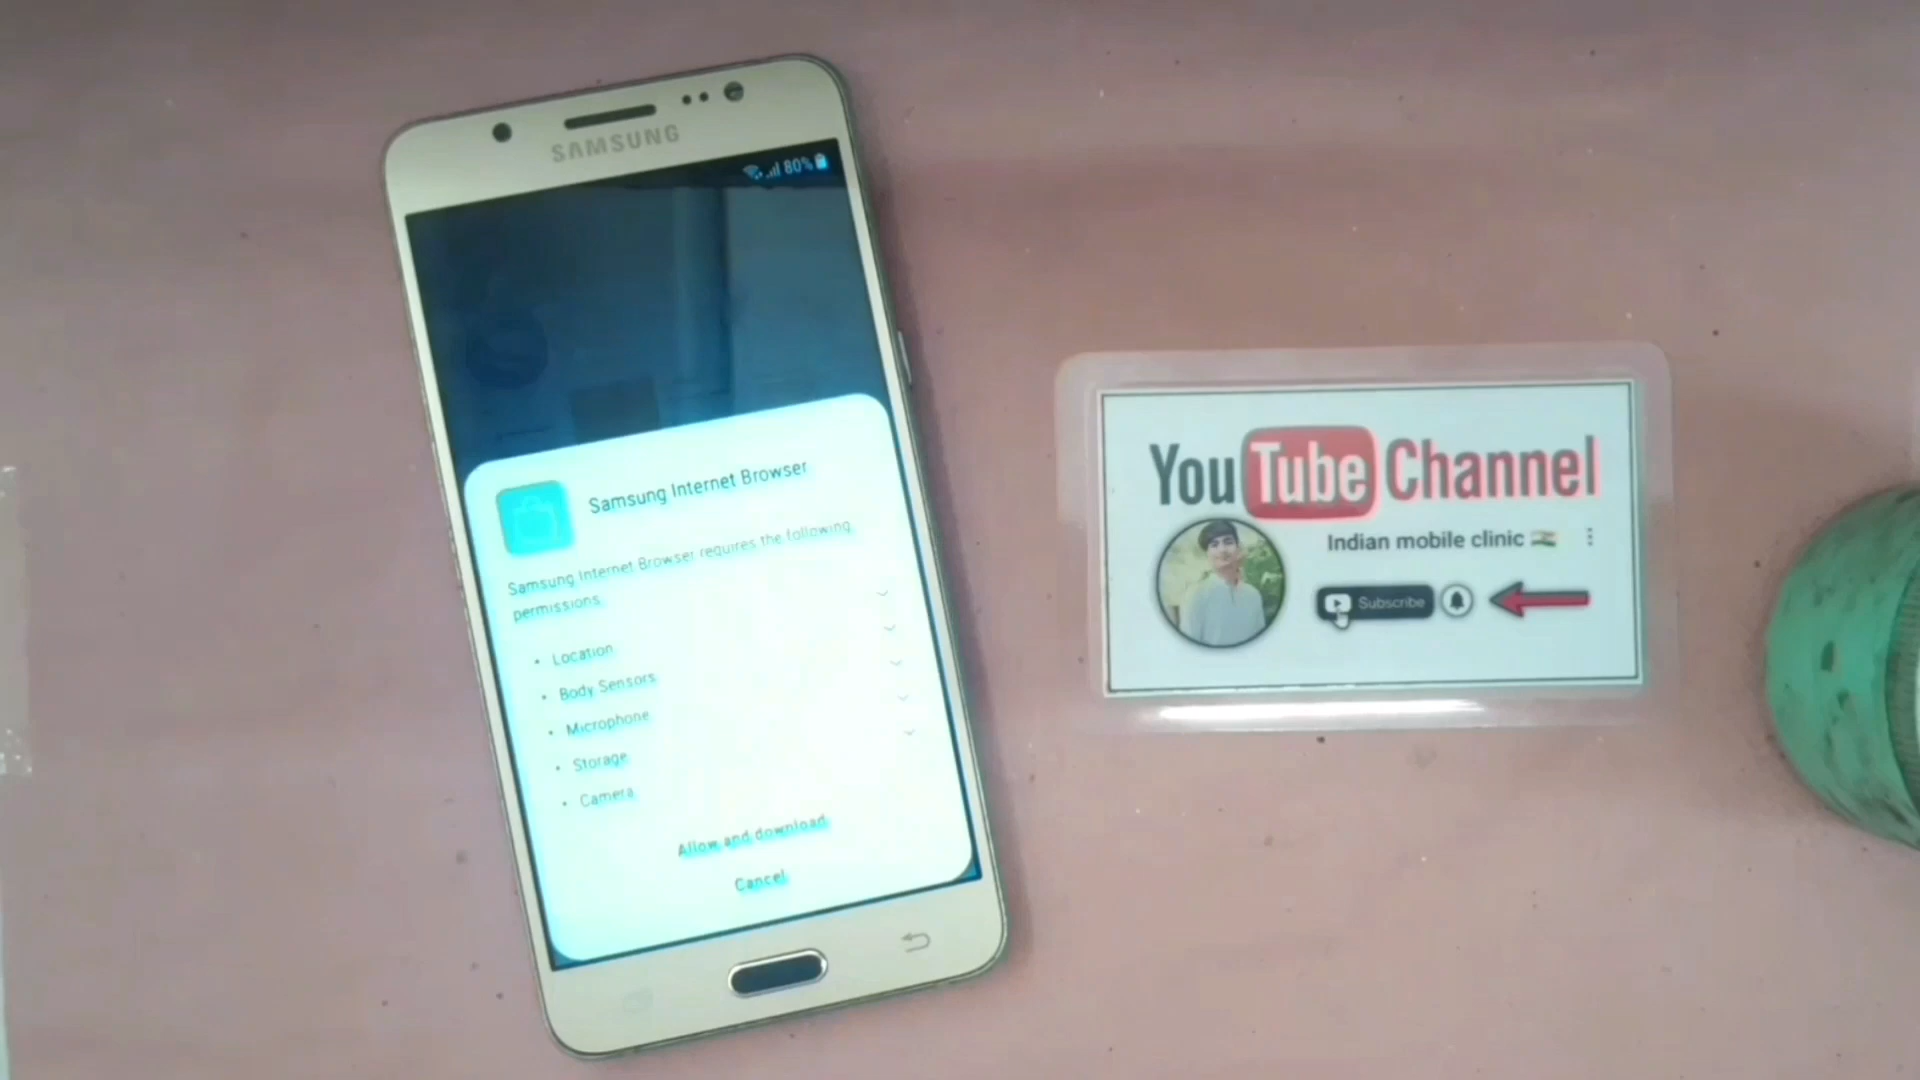 SAMSUNG
80%
Samsung Internet Browser
Samsung Internet Browser requires the following
permissions.
• Location
• Body Sensors
• Microphone
• Storage
• Camera
Allow and download
Cancel
YouTube Channel
Indian mobile clinic
Subscribe